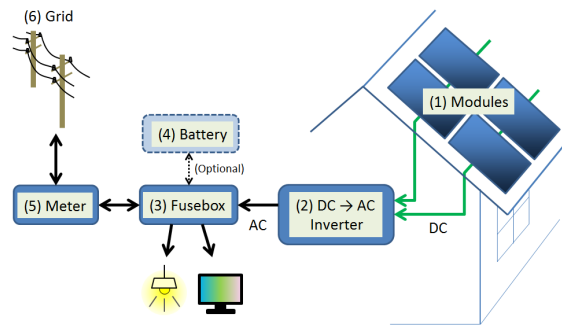 (6) Grid
(1) Modules
(4) Battery
(Optional)
(5) Meter
(3) Fusebox
AC
(2) DC → AC
Inverter
DC